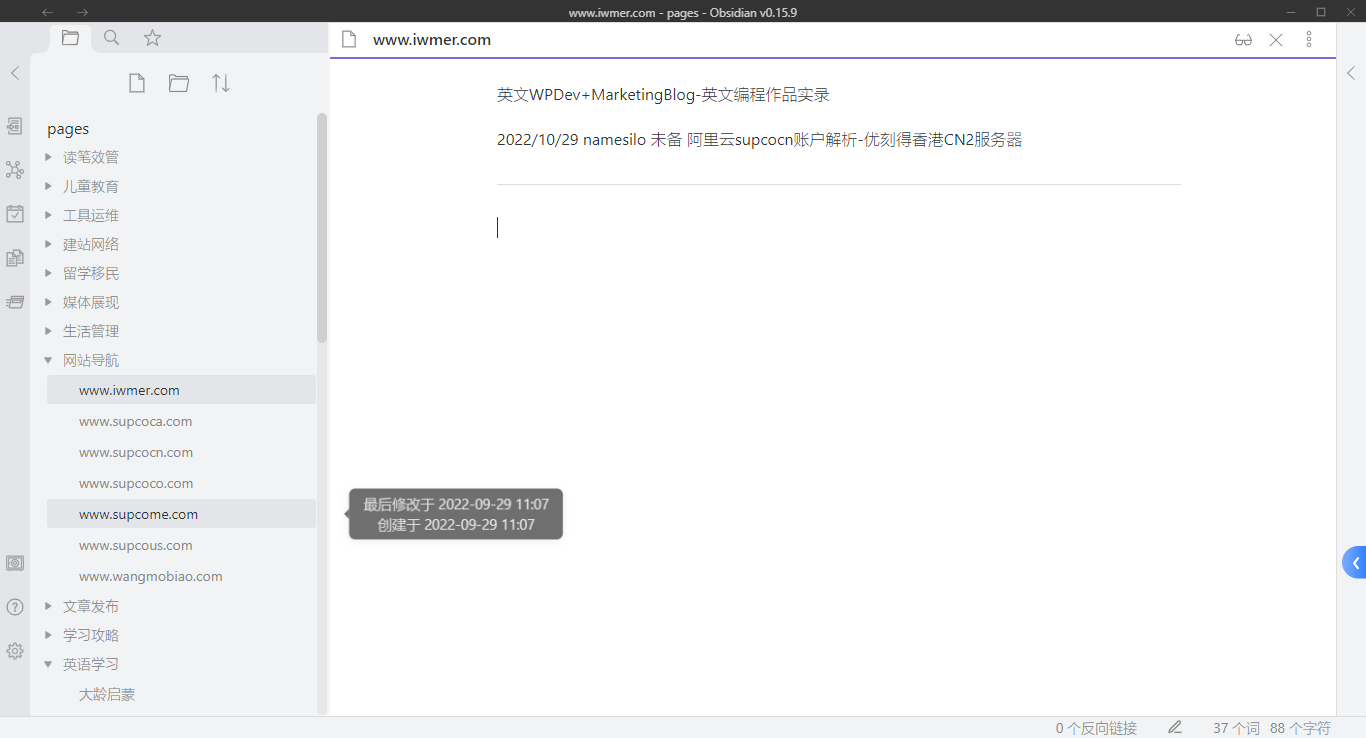 www.iwmer.com - pages - Obsidian v0.15.9
www.iwmer.com
pages
读笔效管
儿童教育
工具运维
建站网络
留学移民
媒体展现
生活管理
网站导航
www.iwmer.com
www.supcoca.com
www.supcocn.com
www.supcoco.com
www.supcome.com
www.supcous.com
www.wangmobiao.com
文章发布
学习攻略
英语学习
大龄启蒙
英文WPDev+MarketingBlog-英文编程作品实录
2022/10/29 namesilo 未备 阿里云supcocn账户解析-优刻得香港CN2服务器
最后修改于 2022-09-29 11:07
创建于 2022-09-29 11:07
0 个反向链接
37 个词 88 个字符